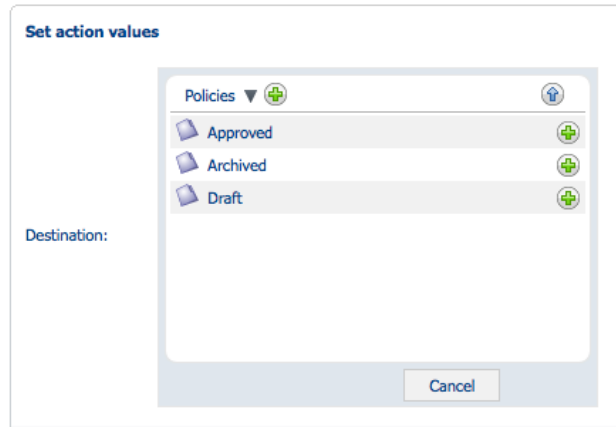 Set action values
Policies
Approved
Archived
Draft
Destination:
Cancel